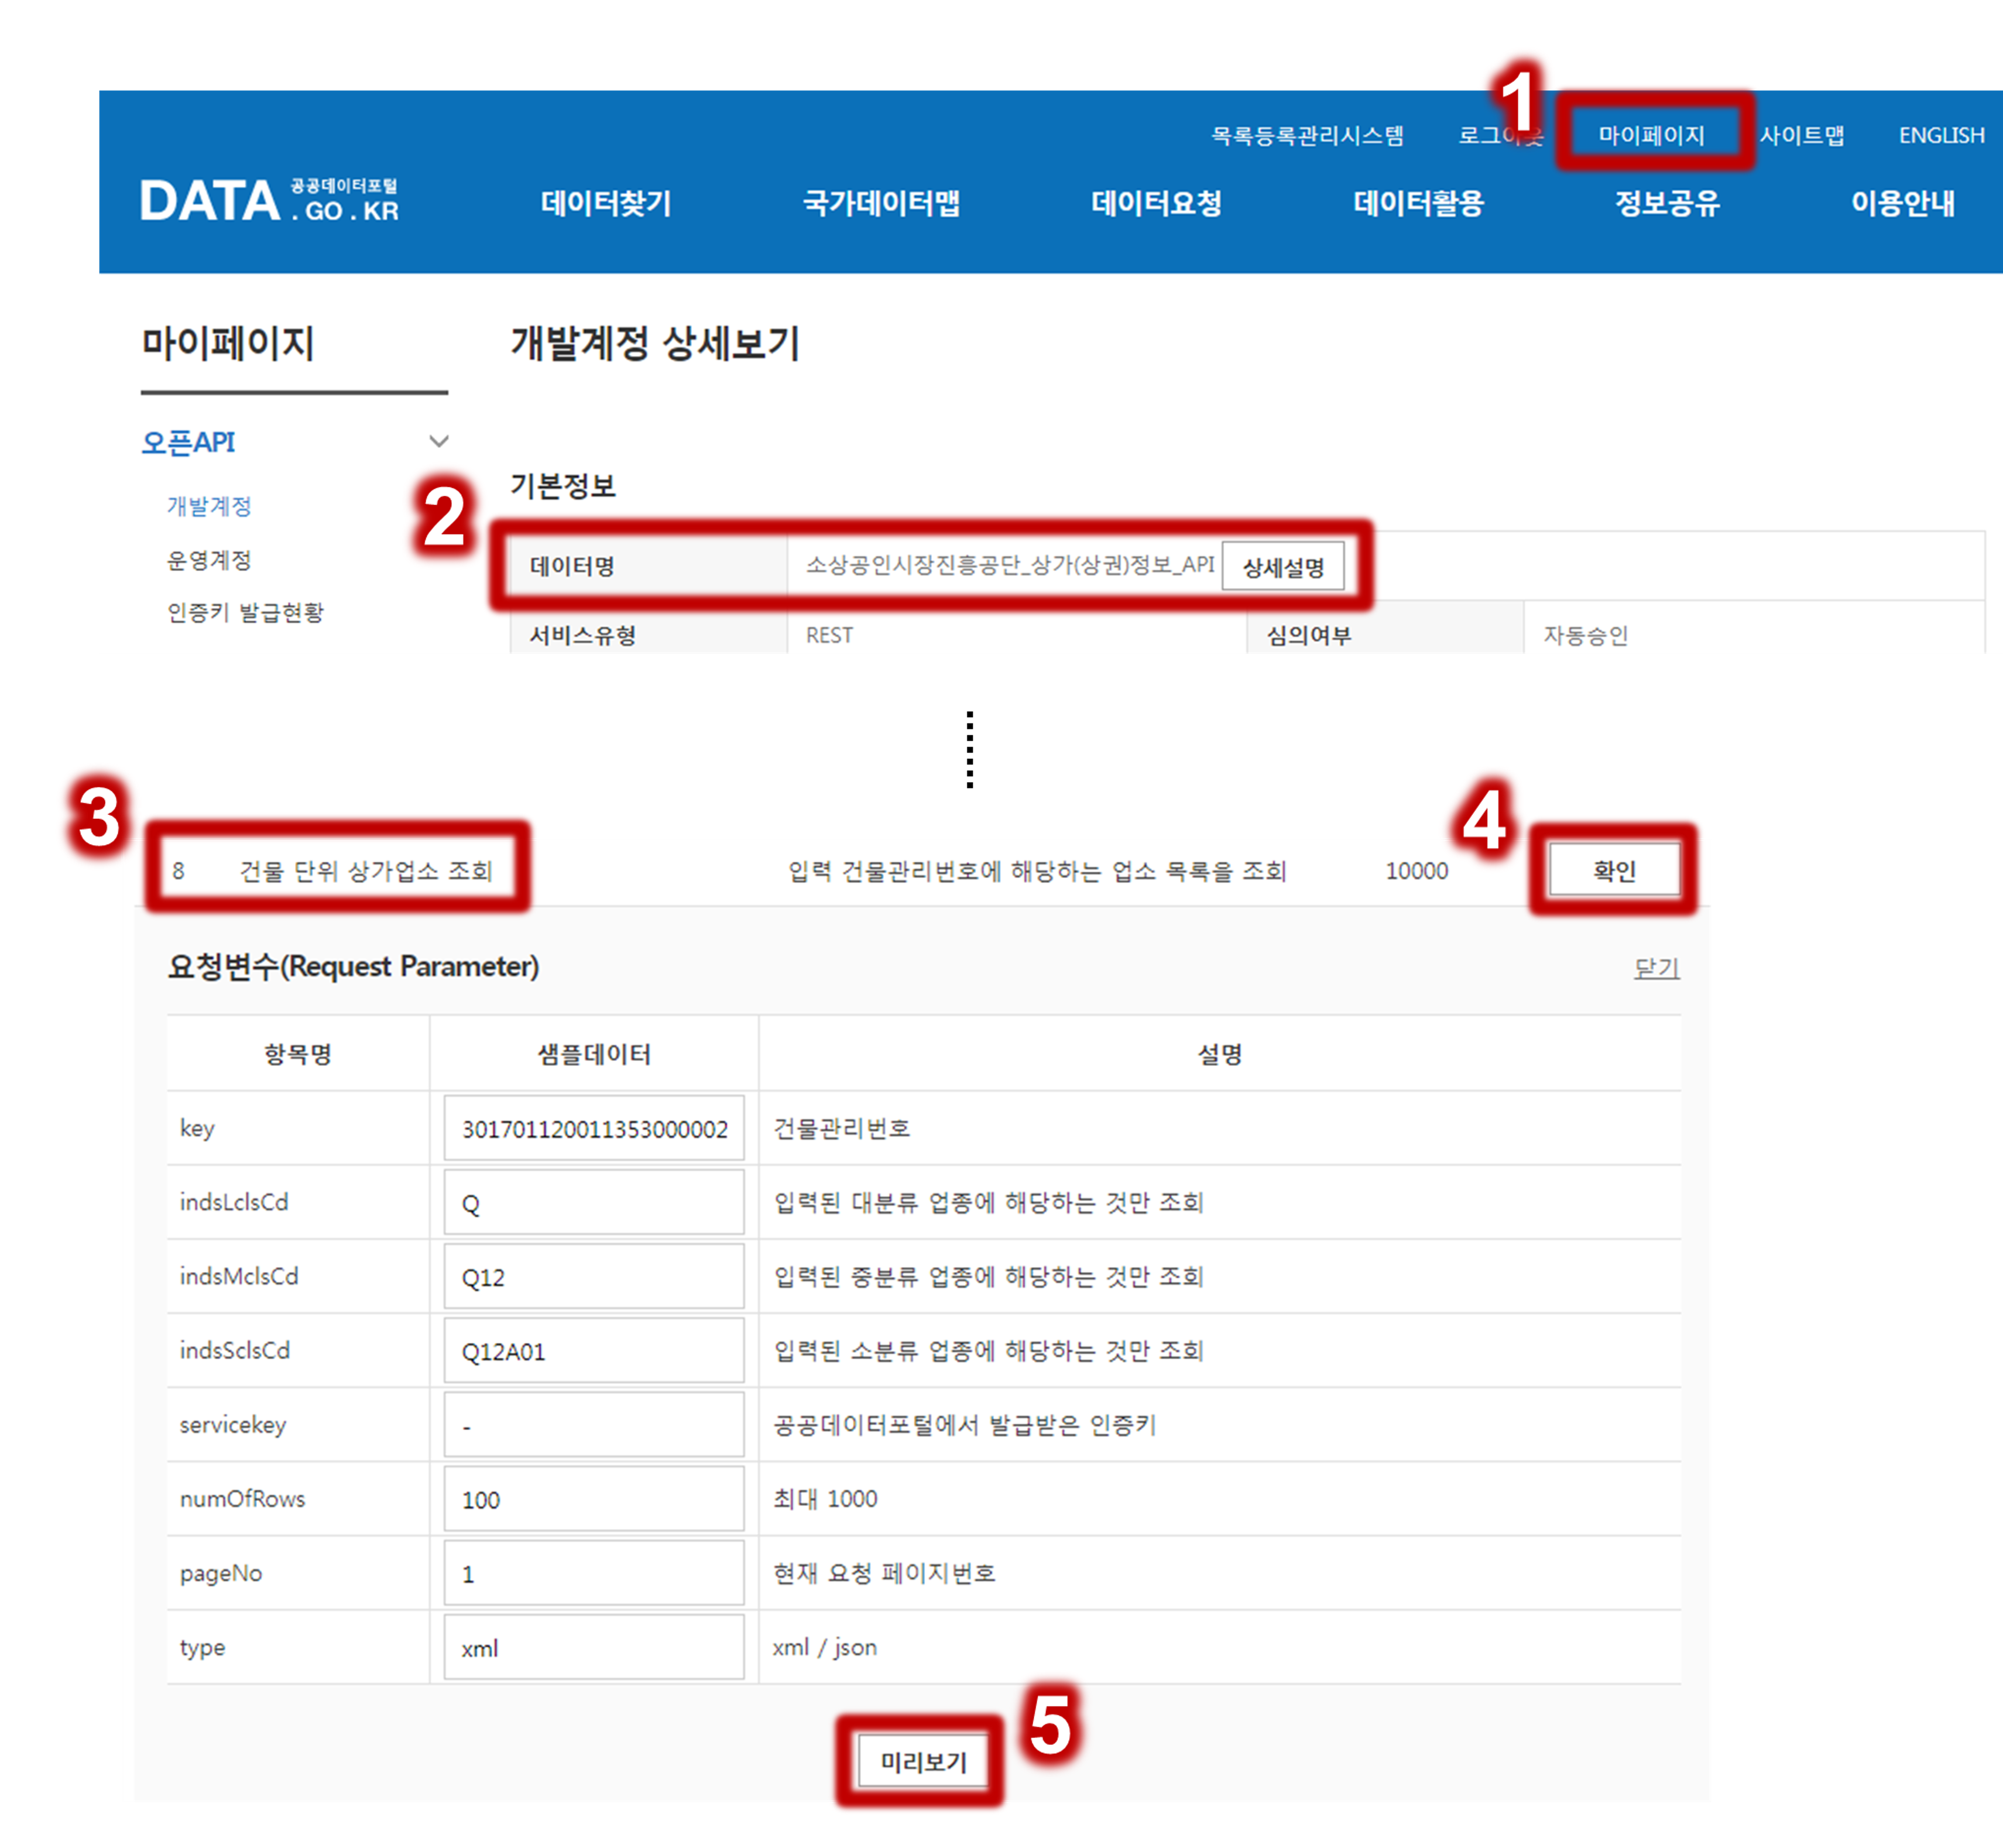 1
목록등록관리시스템 로그아웃 마이페이지 사이트맵 ENGLISH
DATA 공공데이터포털 . GO . KR 데이터찾기 국가데이터맵 데이터요청 데이터활용 정보공유 이용안내
마이페이지
개발계정 상세보기
오픈API
개발계정
운영계정
인증키 발급현황
기본정보
2
데이터명 소상공인시장진흥공단_상가(상권)정보_API 상세설명
서비스유형 REST 심의여부 자동승인
3
4
8 건물 단위 상가업소 조회 입력 건물관리번호에 해당하는 업소 목록을 조회 10000 확인
요청변수(Request Parameter) 닫기
항목명 샘플데이터 설명
key 3017011200113530​00002 건물관리번호
indsLclsCd Q 입력된 대분류 업종에 해당하는 것만 조회
indsMclsCd Q12 입력된 중분류 업종에 해당하는 것만 조회
indsSclsCd Q12A01 입력된 소분류 업종에 해당하는 것만 조회
servicekey - 공공데이터포털에서 발급받은 인증키
numOfRows 100 최대 1000
pageNo 1 현재 요청 페이지번호
type xml xml / json
미리보기 5